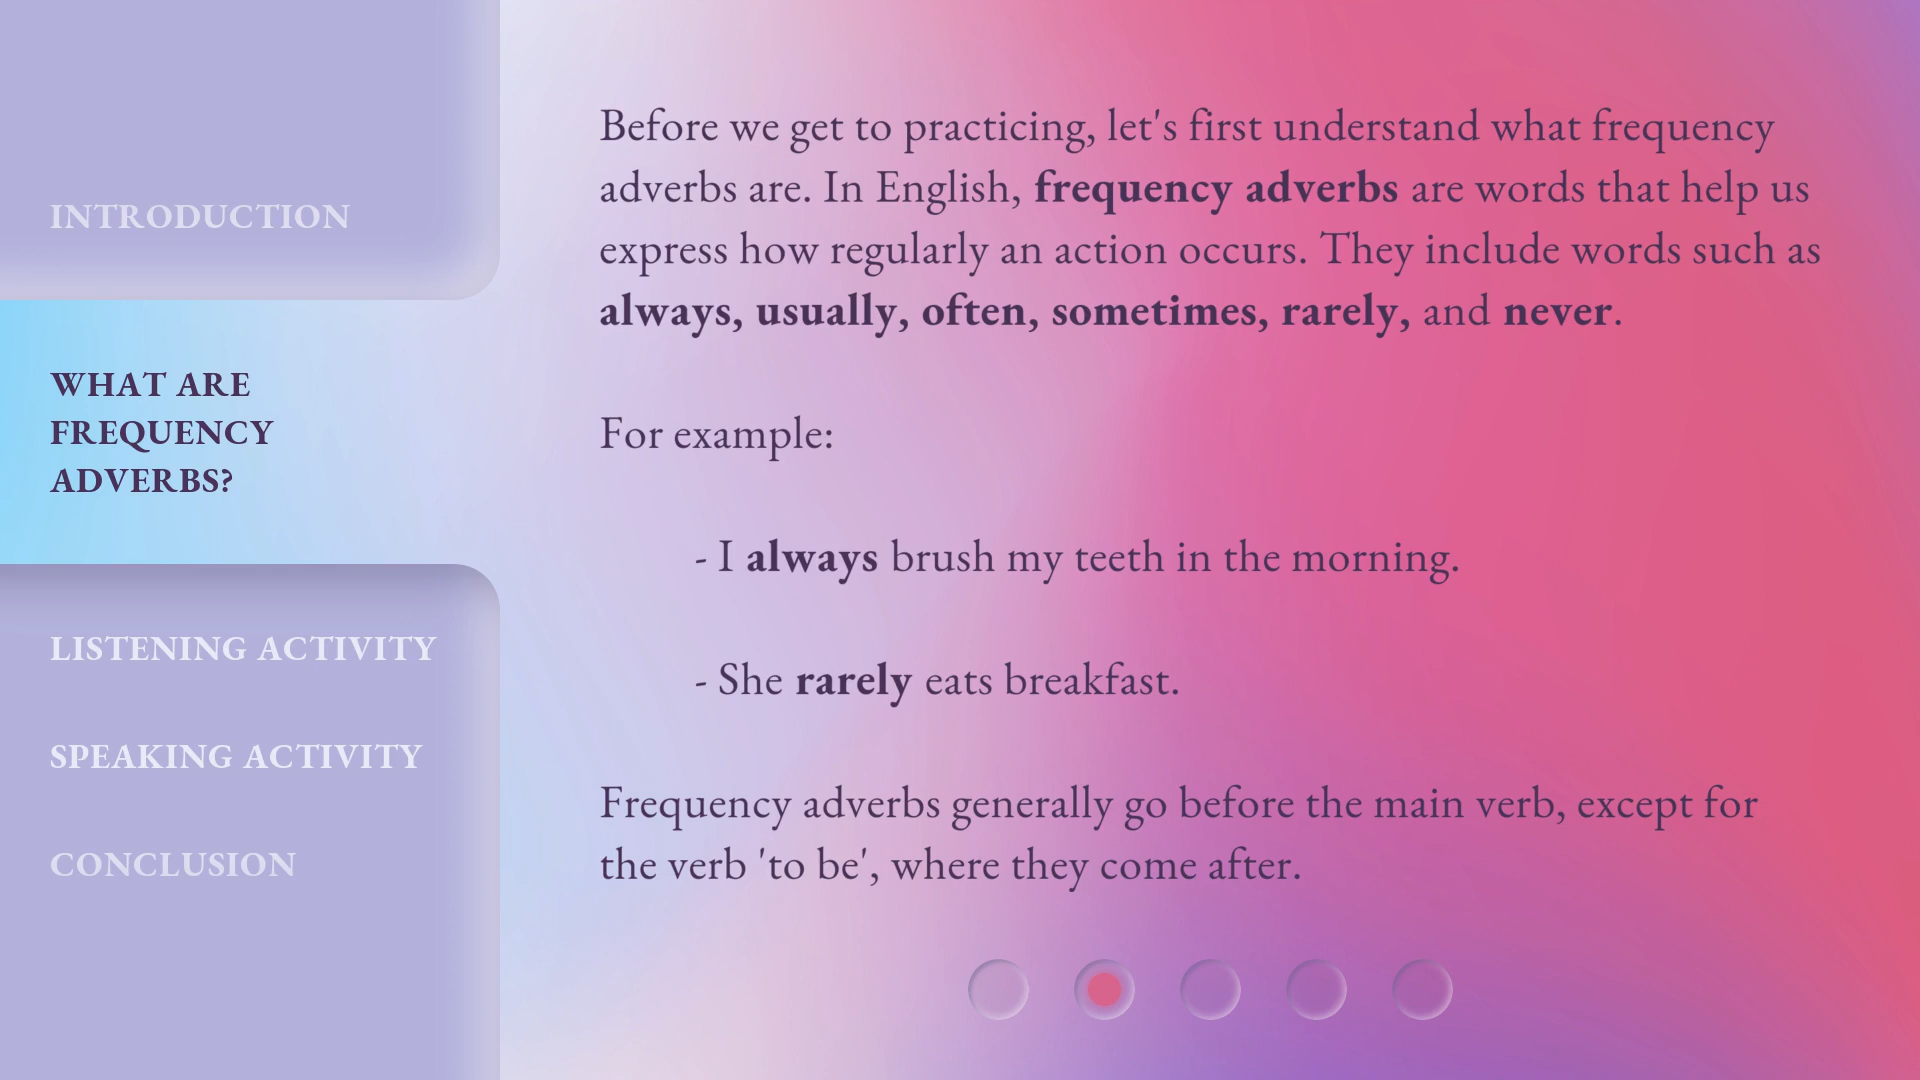 INTRODUCTION
WHAT ARE
FREQUENCY
ADVERBS?
LISTENING ACTIVITY
SPEAKING ACTIVITY
CONCLUSION
Before we get to practicing, let's first understand what frequency
adverbs are. In English, frequency adverbs are words that help us
express how regularly an action occurs. They include words such as
always, usually, often, sometimes, rarely, and never.
For example:
- I always brush my teeth in the morning.
- She rarely eats breakfast.
Frequency adverbs generally go before the main verb, except for
the verb 'to be', where they come after.